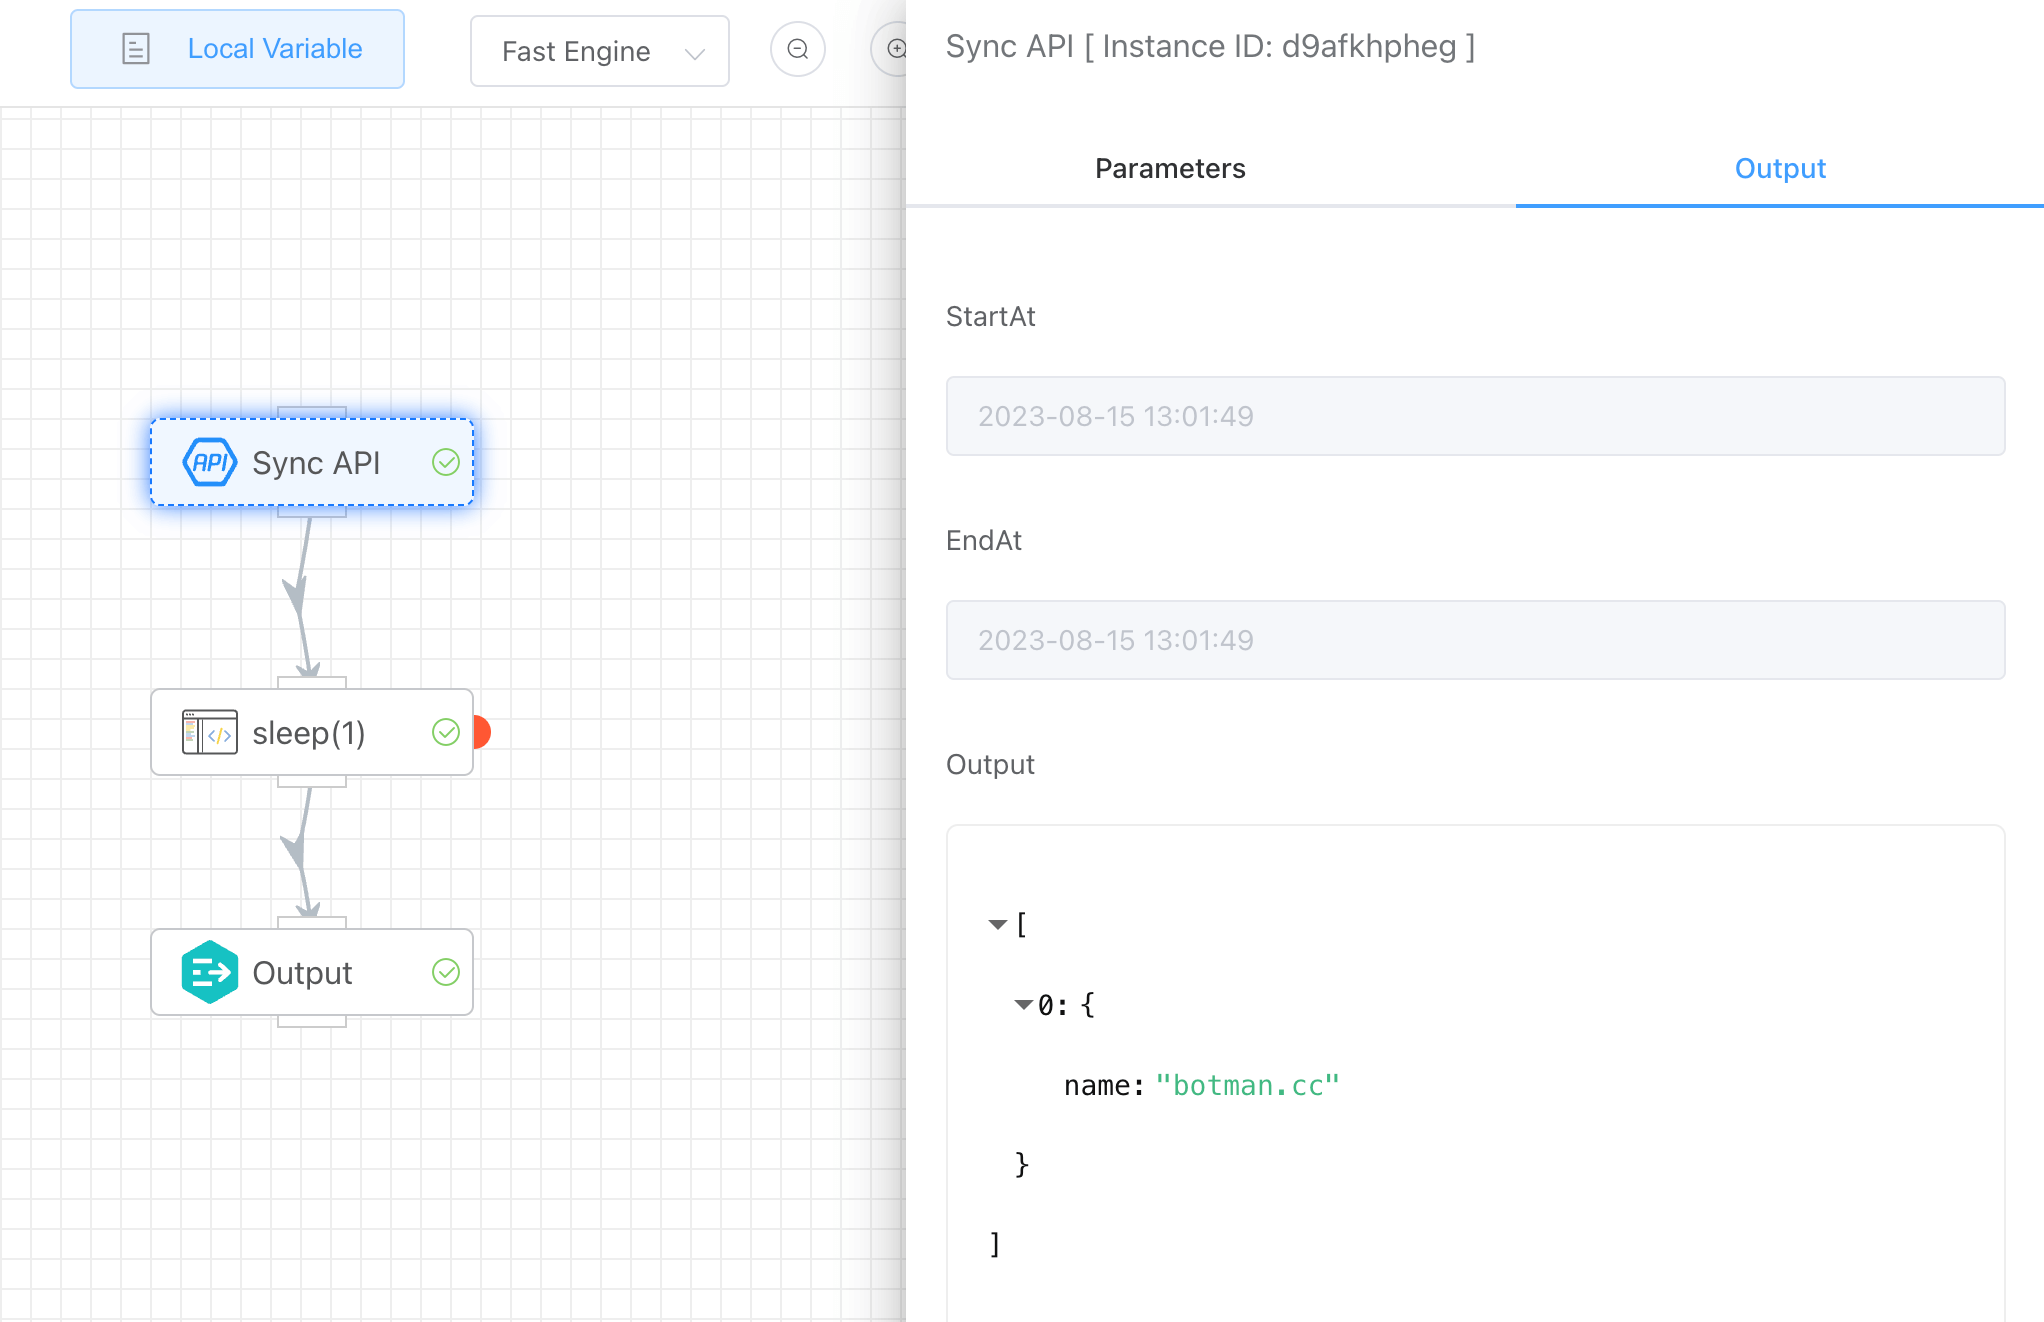 Local Variable
Fast Engine
API Sync API
sleep(1)
Output
Sync API [ Instance ID: d9afkhpheg ]
Parameters
Output
StartAt
2023-08-15 13:01:49
EndAt
2023-08-15 13:01:49
Output
[
0: {
name: "botman.cc"
}
]